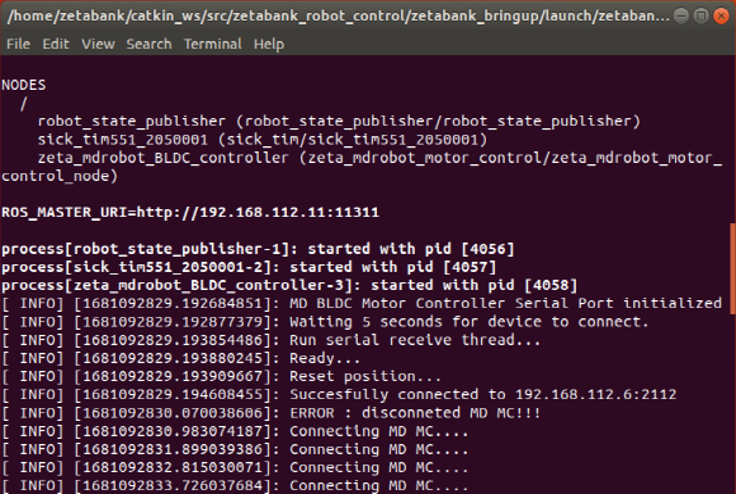 /home/zetabank/catkin_ws/src/zetabank_robot_control/zetabank_bringup/launch/zetaban...
File Edit View Search Terminal Help
NODES
/
robot_state_publisher (robot_state_publisher/robot_state_publisher)
sick_tim551_2050001 (sick_tim/sick_tim551_2050001)
zeta_mdrobot_BLDC_controller (zeta_mdrobot_motor_control/zeta_mdrobot_motor_
control_node)
ROS_MASTER_URI=http://192.168.112.11:11311
process[robot_state_publisher-1]: started with pid [4056]
process[sick_tim551_2050001-2]: started with pid [4057]
process[zeta_mdrobot_BLDC_controller-3]: started with pid [4058]
[ INFO] [1681092829.192684851]: MD BLDC Motor Controller Serial Port initialized
[ INFO] [1681092829.192877379]: Waiting 5 seconds for device to connect.
[ INFO] [1681092829.193854486]: Run serial receive thread...
[ INFO] [1681092829.193880245]: Ready...
[ INFO] [1681092829.193909667]: Reset position...
[ INFO] [1681092829.194608455]: Succesfully connected to 192.168.112.6:2112
[ INFO] [1681092830.070038606]: ERROR : disconneted MD MC!!!
[ INFO] [1681092830.983074187]: Connecting MD MC....
[ INFO] [1681092831.899039386]: Connecting MD MC....
[ INFO] [1681092832.815030071]: Connecting MD MC....
[ INFO] [1681092833.726037684]: Connecting MD MC....